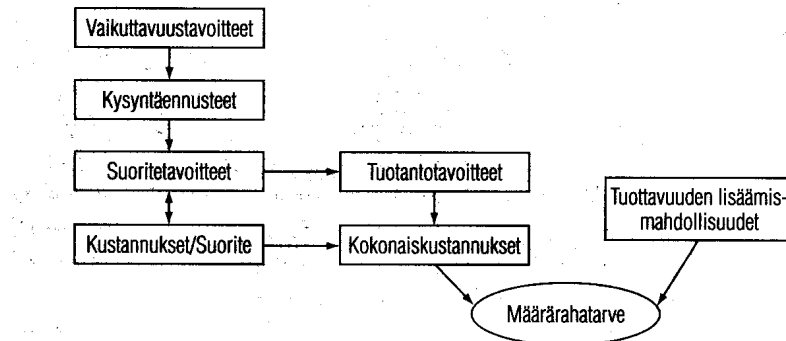 Vaikuttavuustavoitteet
Kysyntäennusteet
Suoritetavoitteet
Tuotantotavoitteet
Tuottavuuden lisäämis-
mahdollisuudet
Kustannukset/Suorite
Kokonaiskustannukset
Määrärahatarve